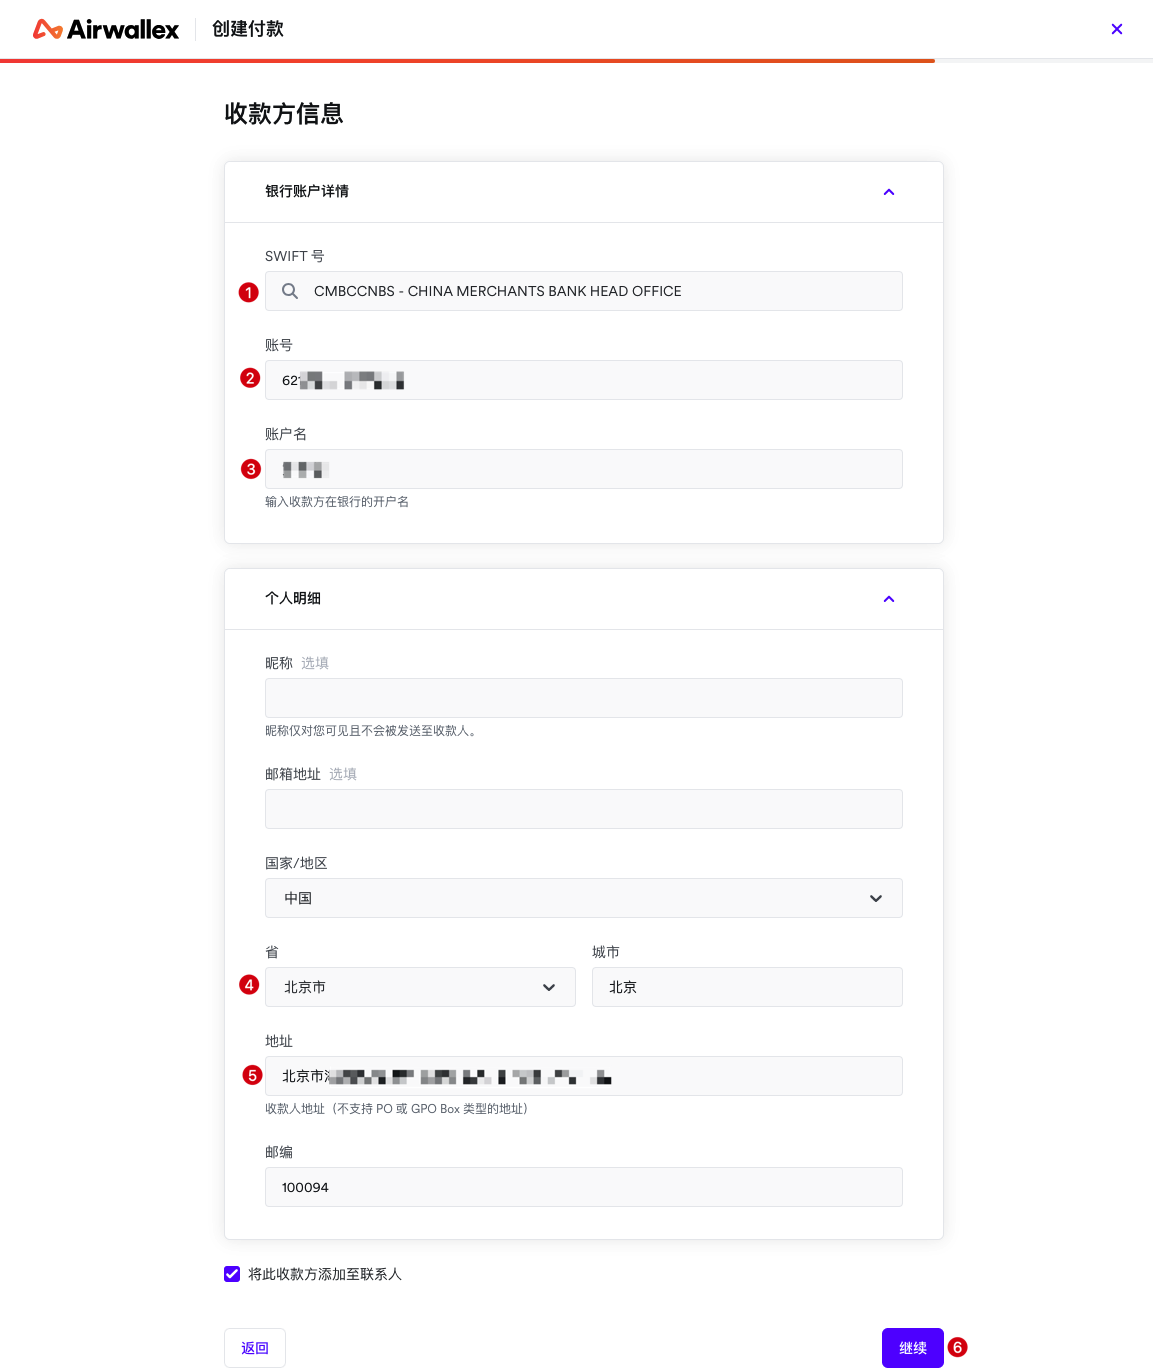 Airwallex 创建付款
收款方信息
银行账户详情
SWIFT 号
1 CMBCCNBS - CHINA MERCHANTS BANK HEAD OFFICE
账号
2 62
账户名
3
输入收款方在银行的开户名
个人明细
昵称 选填
昵称仅对您可见且不会被发送至收款人。
邮箱地址 选填
国家/地区
中国
省 城市
4 北京市 北京
地址
5 北京市
收款人地址（不支持 PO 或 GPO Box 类型的地址）
邮编
100094
将此收款方添加至联系人
返回 继续 6